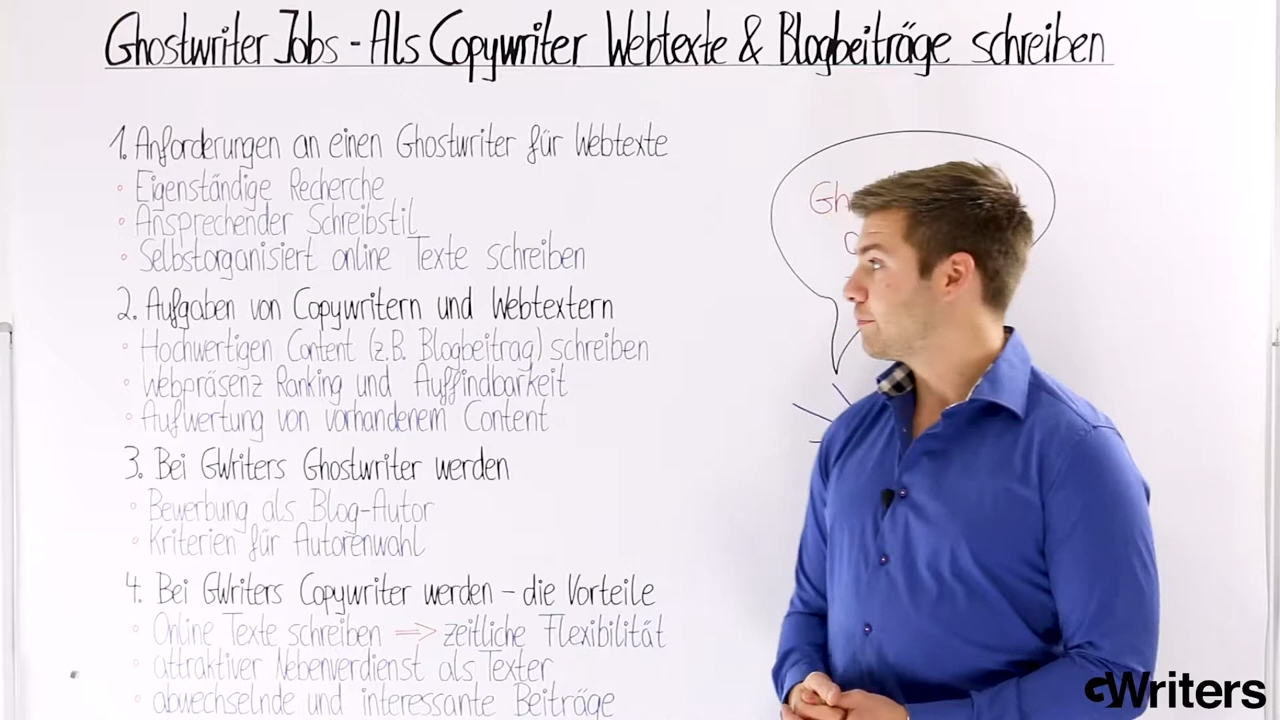 Ghostwriter Jobs - Als Copywriter Webtexte & Blogbeiträge schreiben
1. Anforderungen an einen Ghostwriter für Webtexte
Eigenständige Recherche
Ansprechender Schreibstil
Selbstorganisiert online Texte schreiben
2. Aufgaben von Copywritern und Webtextern
Hochwertigen Content (z.B. Blogbeitrag) schreiben
Webpräsenz Ranking und Auffindbarkeit
Aufwertung von vorhandenem Content
3. Bei GWriters Ghostwriter werden
Bewerbung als Blog-Autor
Kriterien für Autorenwahl
4. Bei GWriters Copywriter werden – die Vorteile
Online Texte schreiben => zeitliche Flexibilität
attraktiver Nebenverdienst als Texter
abwechselnde und interessante Beiträge
GWriters